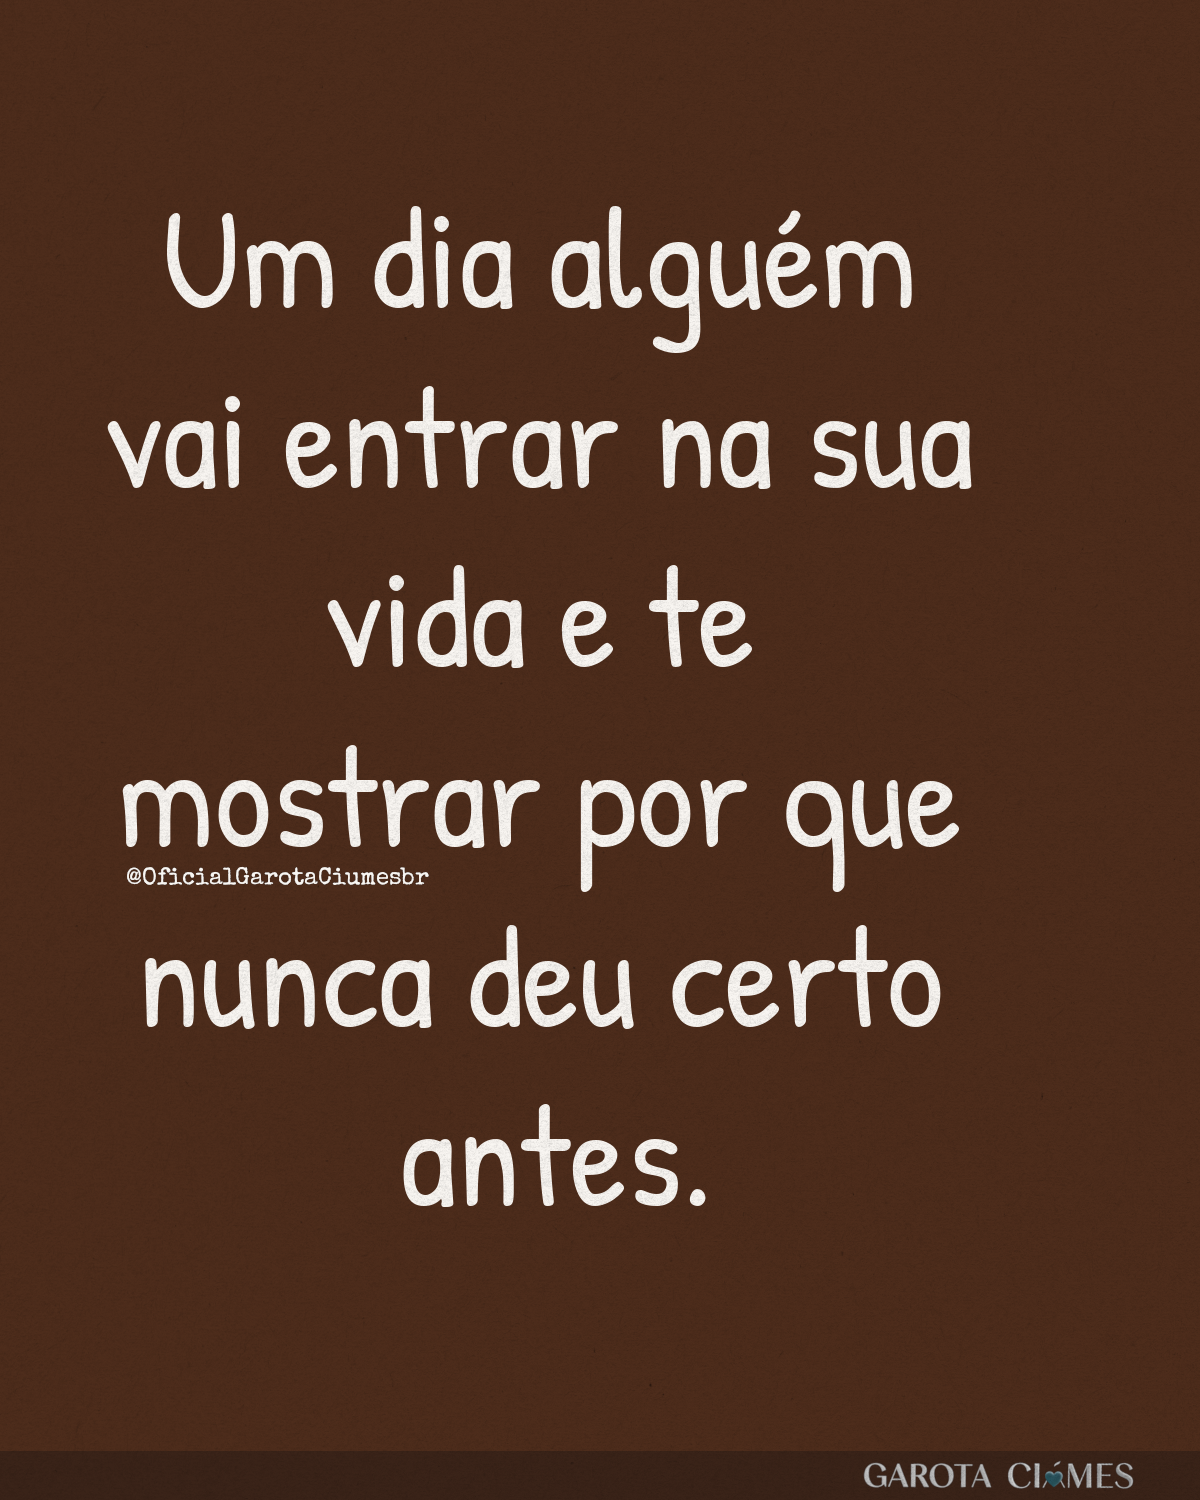 Um dia alguém
vai entrar na sua
vida e te
mostrar por que
@OficialGarotaCiumesbr
nunca deu certo
antes.
GAROTA CIÚMES